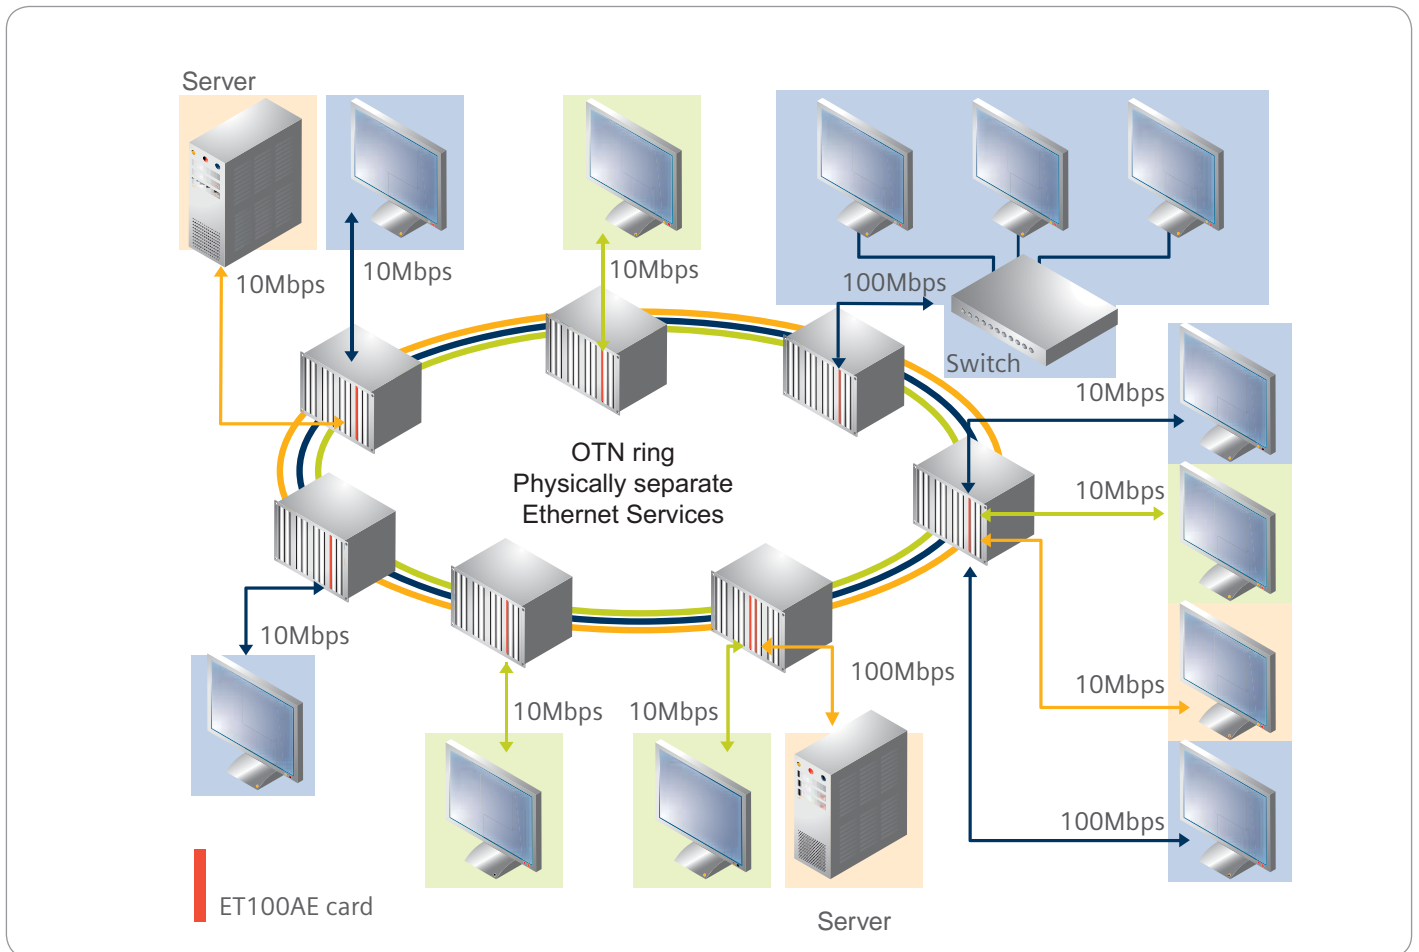 Server
10Mbps
10Mbps
10Mbps
100Mbps
Switch
10Mbps
OTN ring
Physically separate
Ethernet Services
10Mbps
10Mbps
100Mbps
10Mbps
10Mbps
10Mbps
100Mbps
ET100AE card
Server